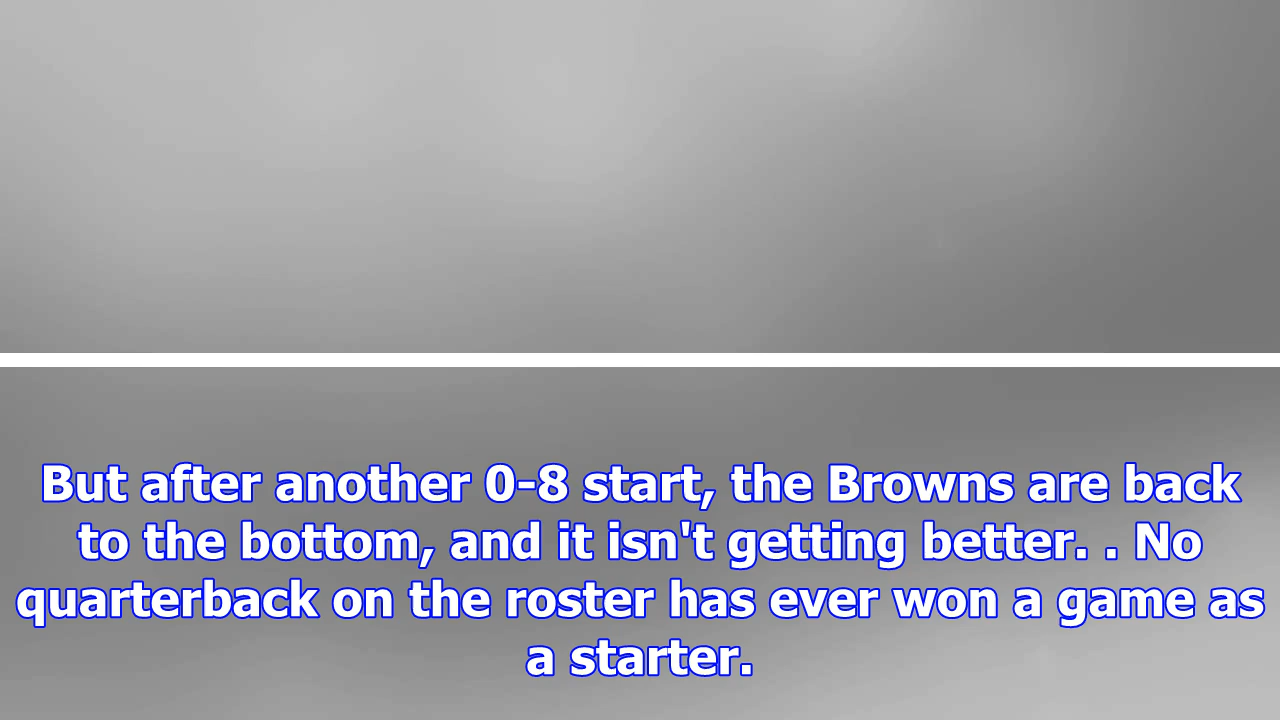 But after another 0-8 start, the Browns are back
to the bottom, and it isn't getting better. . No
quarterback on the roster has ever won a game as
a starter.